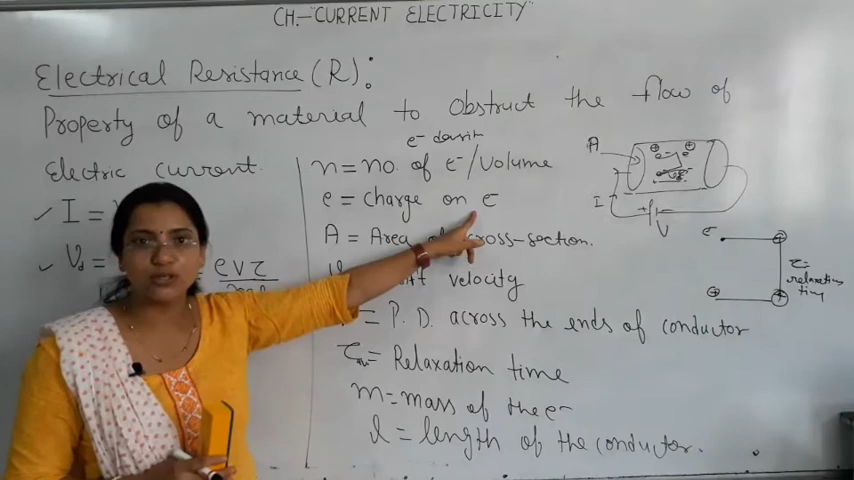 CH.-"CURRENT ELECTRICITY"
Electrical Resistance (R):
Property of a material to Obstruct the flow of
Electric current.
I =
Vd =
eVτ
e- density
n = no. of e-/Volume
e = charge on e-
A = Area of cross-section.
velocity
= P.D. across the ends of conductor
τav = Relaxation time
m = mass of the e-
l = length of the conductor.
A
I
+
V
e-
τ =
relaxation